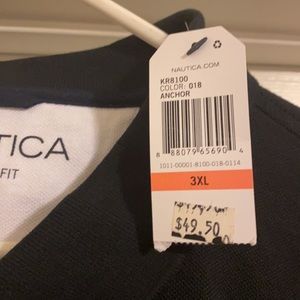 NAUTICA.COM
KR8100
COLOR: 018
ANCHOR
8 88079 65690 4
1011-00001-8100-018-0114
3XL
$49.50
TICA
FIT